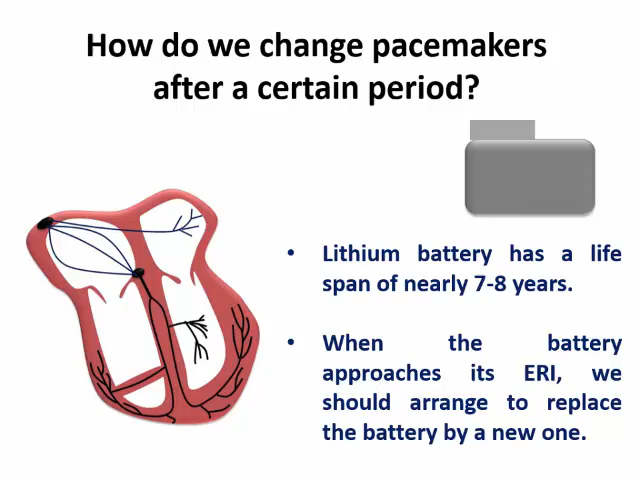 How do we change pacemakers
after a certain period?
• Lithium battery has a life
span of nearly 7-8 years.
• When the battery
approaches its ERI, we
should arrange to replace
the battery by a new one.